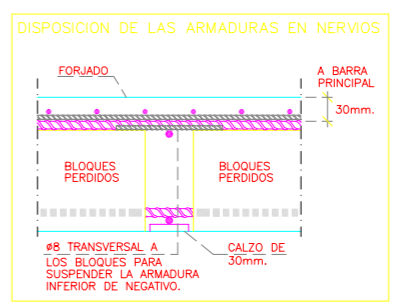 DISPOSICION DE LAS ARMADURAS EN NERVIOS
FORJADO
A BARRA
PRINCIPAL
30mm.
BLOQUES
PERDIDOS
BLOQUES
PERDIDOS
ø8 TRANSVERSAL A
LOS BLOQUES PARA
SUSPENDER LA ARMADURA
INFERIOR DE NEGATIVO.
CALZO DE
30mm.